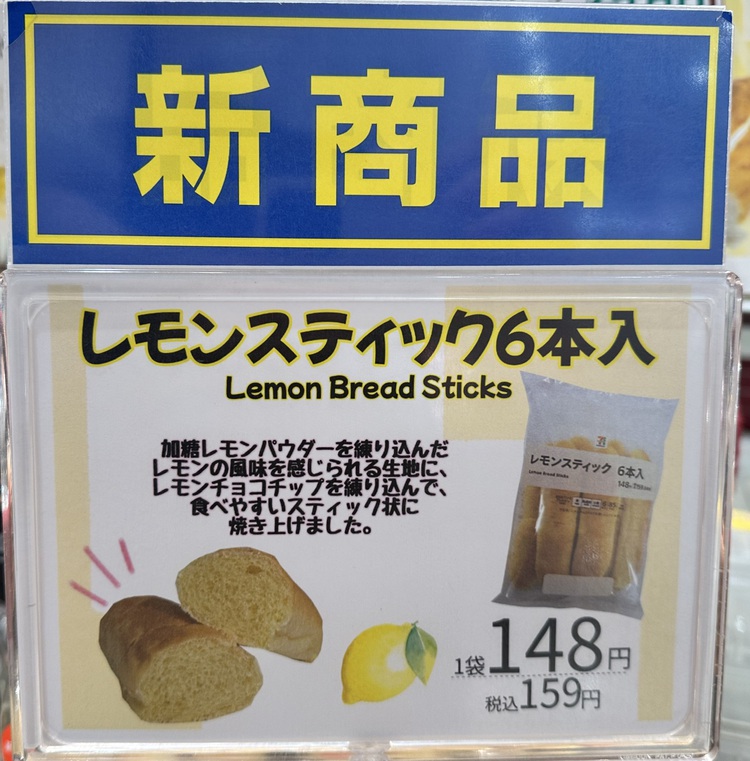 新商品
レモンスティック6本入
Lemon Bread Sticks
加糖レモンパウダーを練り込んだ
レモンの風味を感じられる生地に、
レモンチョコチップを練り込んで、
食べやすいスティック状に
焼き上げました。
レモンスティック 6本入
Lemon Bread Sticks
1袋148円
税込159円